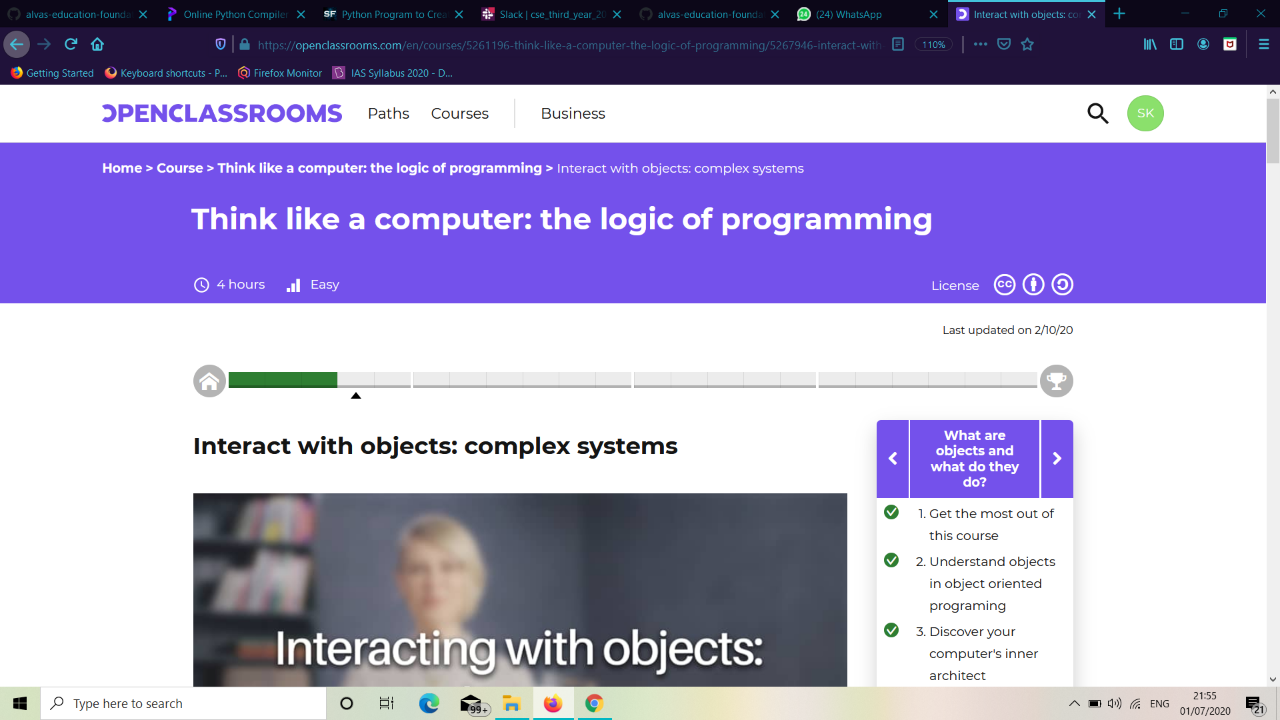 alvas-education-founda
Online Python Compiler
Python Program to Crea
Slack | cse_third_year_20
alvas-education-founda
(24) WhatsApp
Interact with objects: co
https://openclassrooms.com/en/courses/5261196-think-like-a-computer-the-logic-of-programming/5267946-interact-with
110%
Getting Started
Keyboard shortcuts - P...
Firefox Monitor
IAS Syllabus 2020 - D...
OPENCLASSROOMS
Paths
Courses
Business
SK
Home > Course > Think like a computer: the logic of programming > Interact with objects: complex systems
Think like a computer: the logic of programming
4 hours
Easy
License
Last updated on 2/10/20
Interact with objects: complex systems
Interacting with objects:
What are
objects and
what do they
do?
1. Get the most out of
this course
2. Understand objects
in object oriented
programing
3. Discover your
computer's inner
architect
Type here to search
99+
ENG
21:55
01/07/2020
21